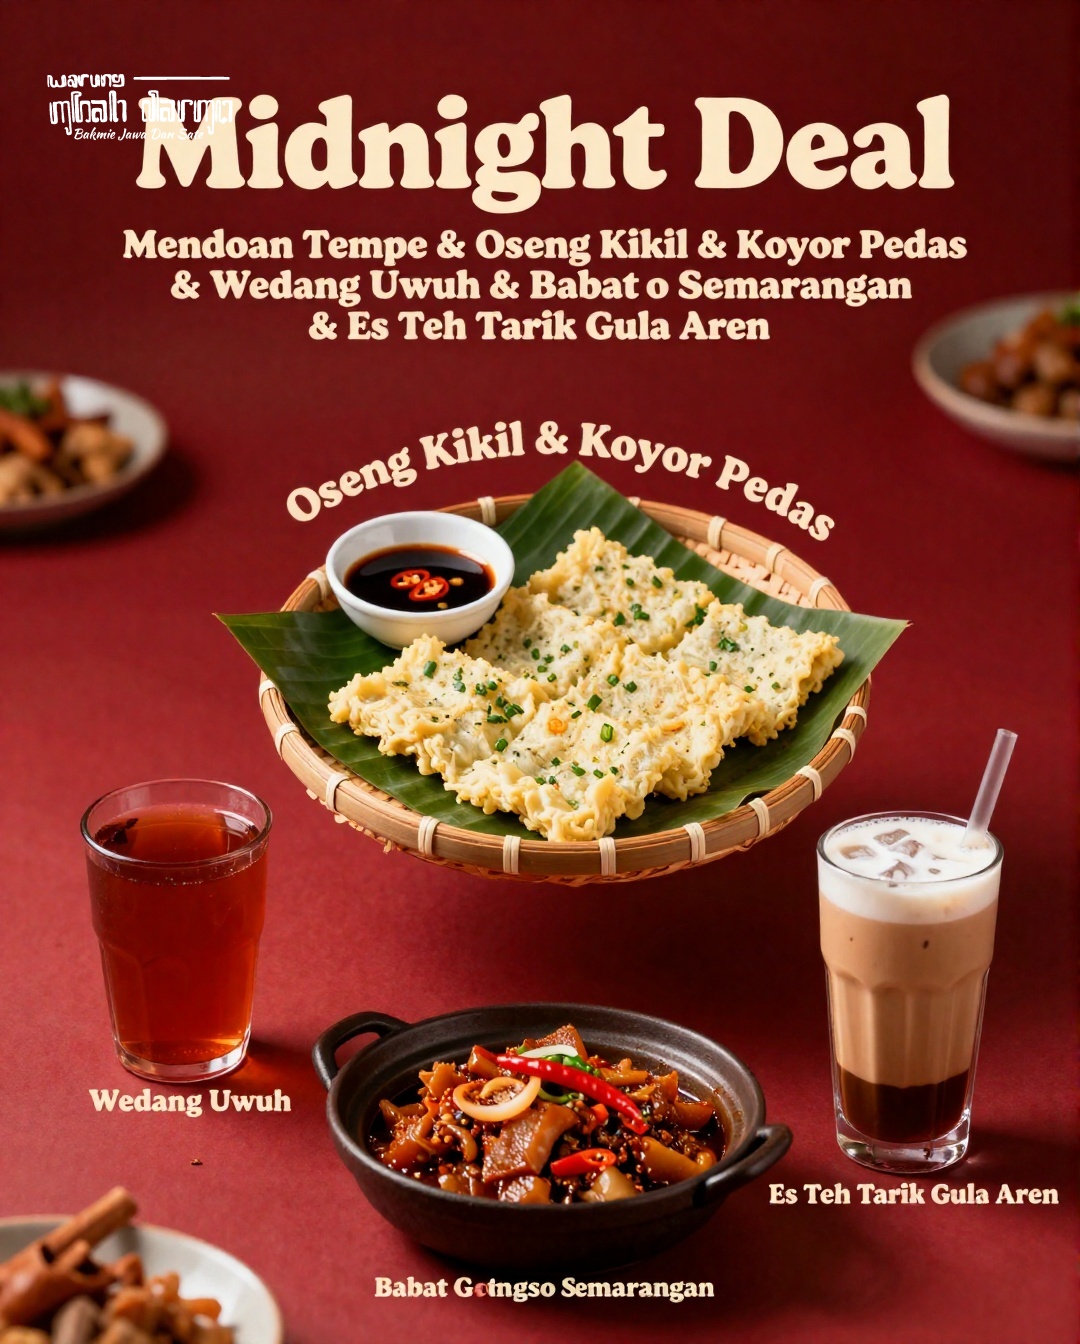 warung
mbah darmo
Bakmie Jawa Dan Sate
Midnight Deal
Mendoan Tempe & Oseng Kikil & Koyor Pedas
& Wedang Uwuh & Babat o Semarangan
& Es Teh Tarik Gula Aren
Oseng Kikil & Koyor Pedas
Wedang Uwuh
Es Teh Tarik Gula Aren
Babat Semarangan